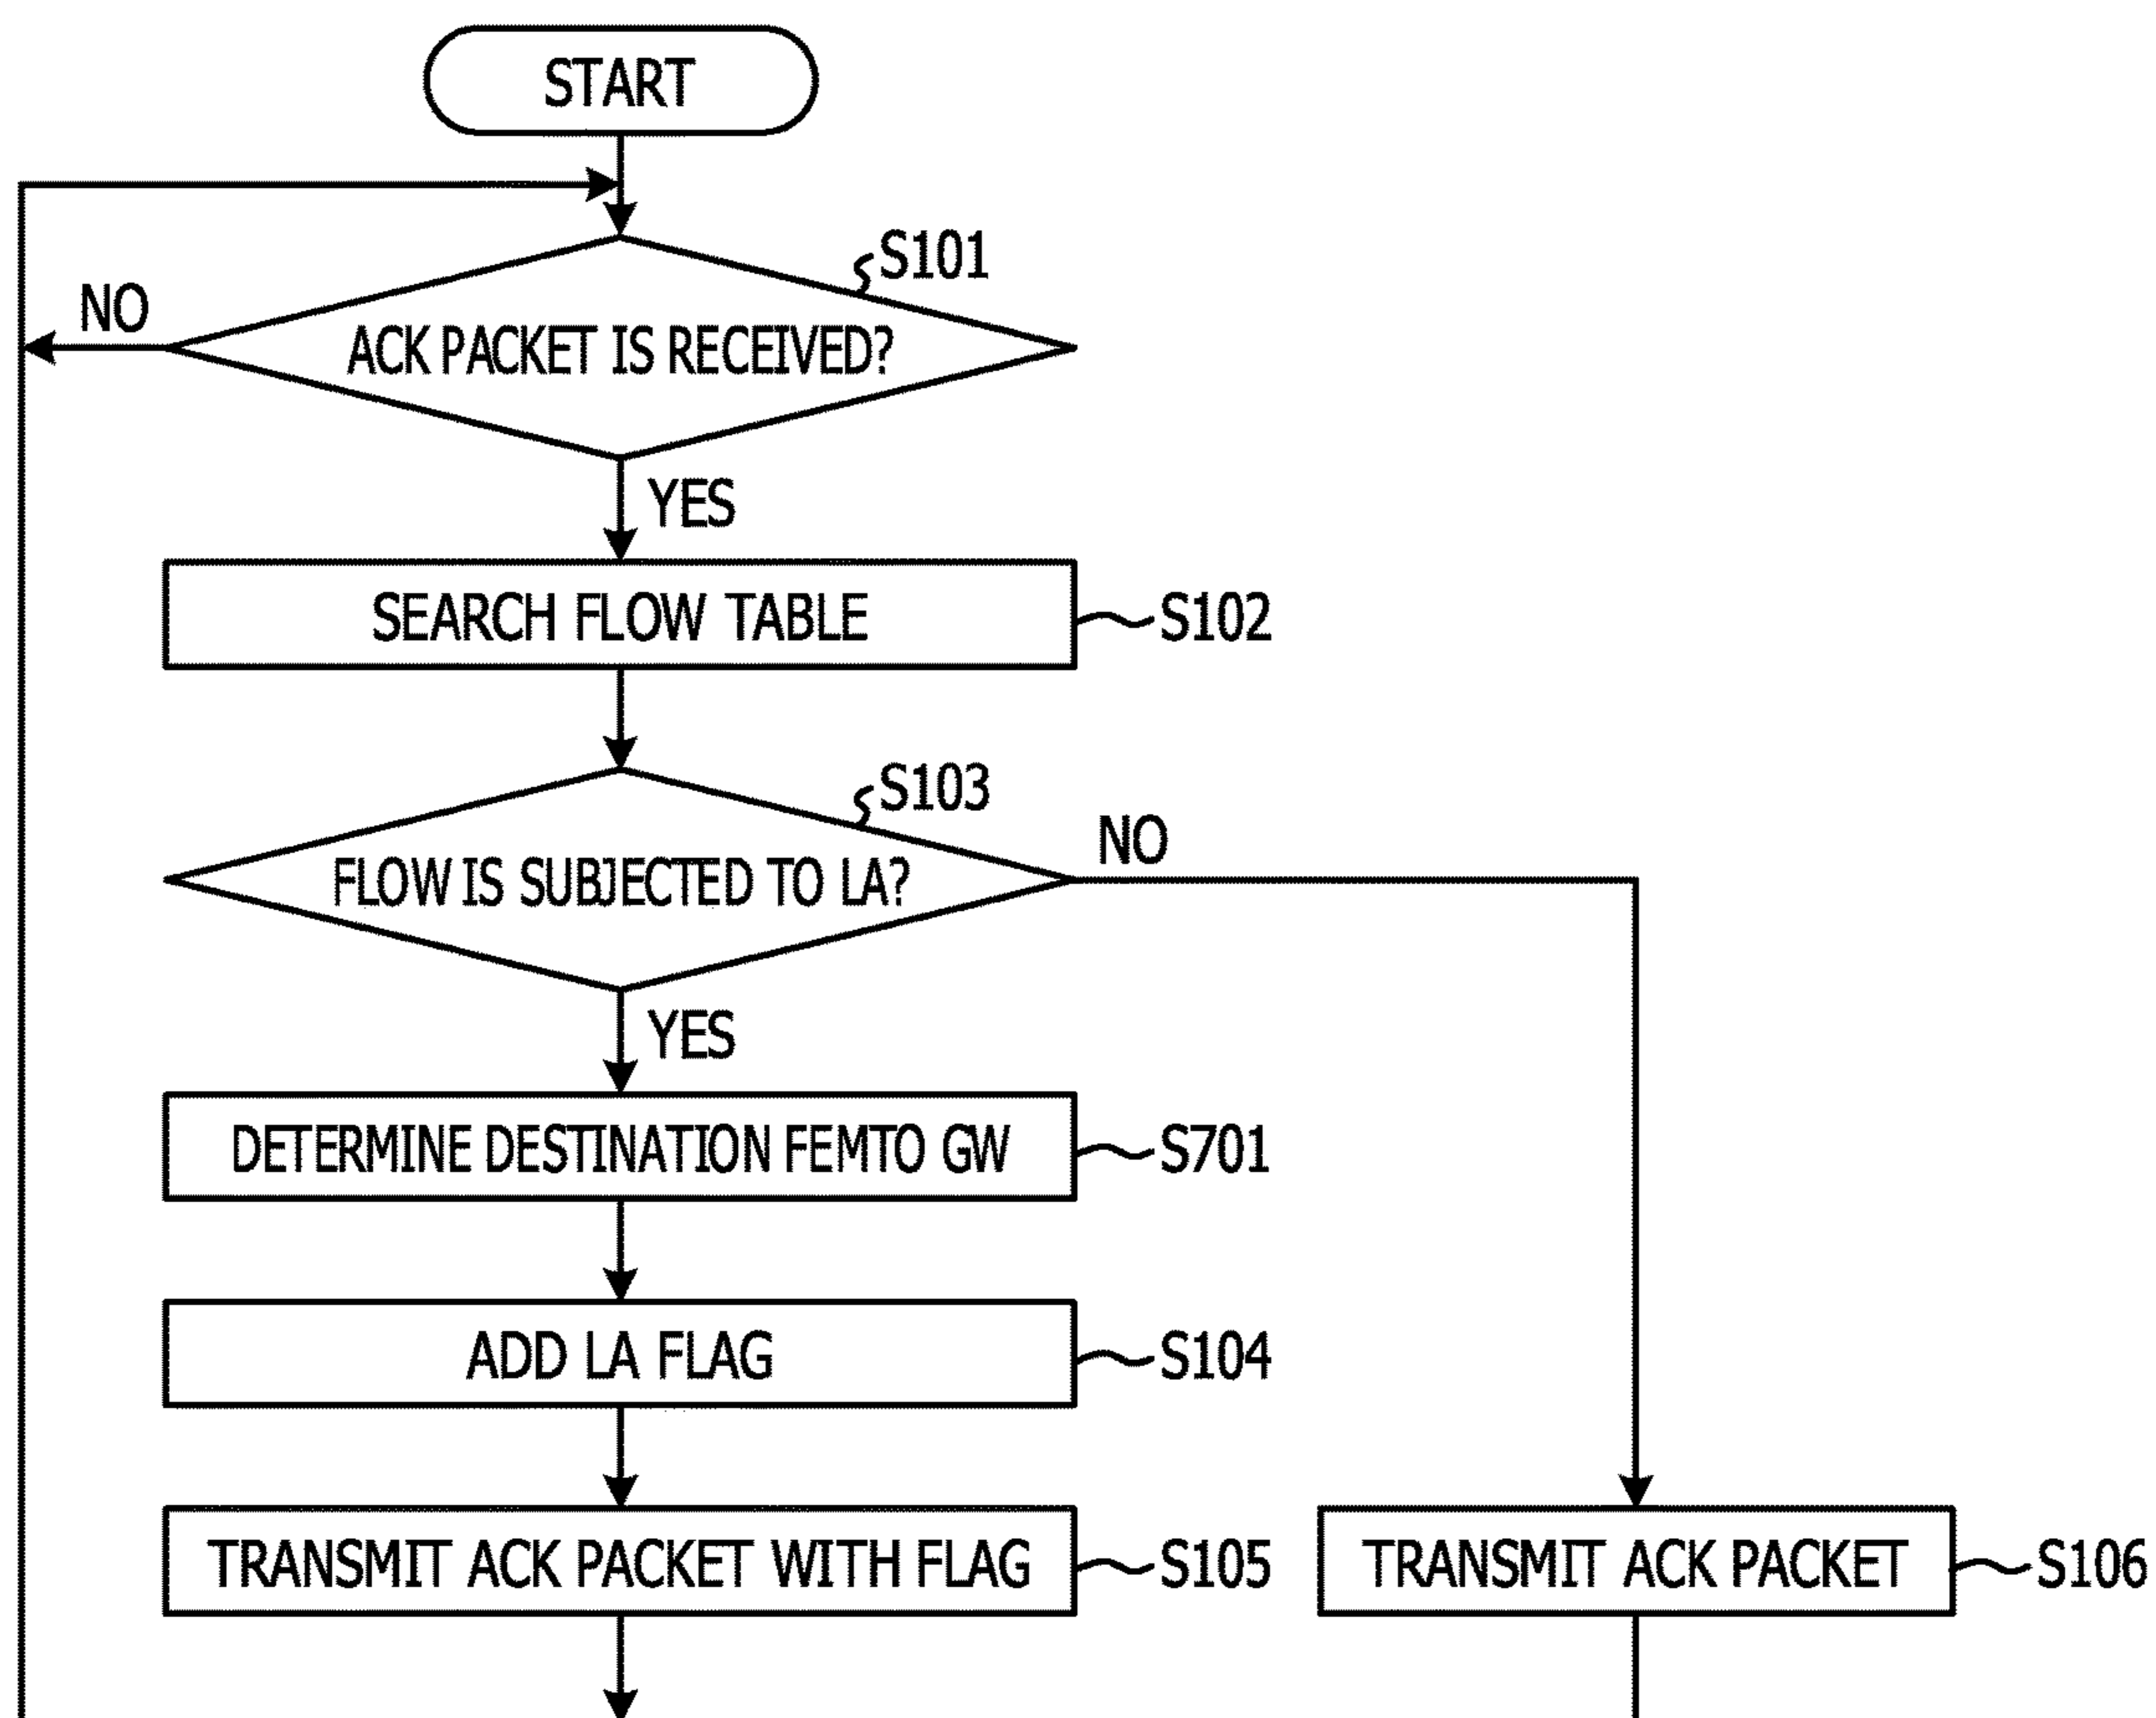 START
S101
NO
ACK PACKET IS RECEIVED?
YES
SEARCH FLOW TABLE
S102
S103
NO
FLOW IS SUBJECTED TO LA?
YES
DETERMINE DESTINATION FEMTO GW
S701
ADD LA FLAG
S104
TRANSMIT ACK PACKET WITH FLAG
S105
TRANSMIT ACK PACKET
S106